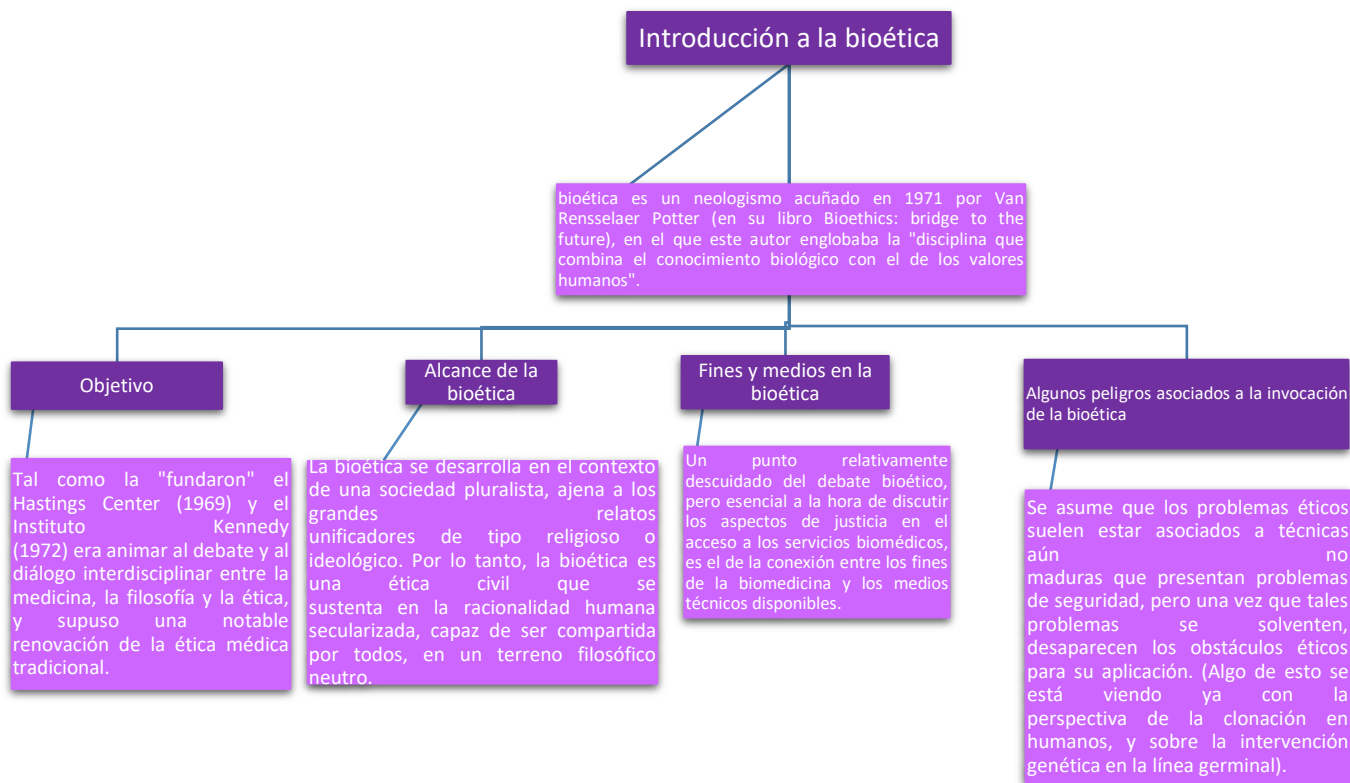 Introducción a la bioética
bioética es un neologismo acuñado en 1971 por Van
Rensselaer Potter (en su libro Bioethics: bridge to the
future), en el que este autor englobaba la "disciplina que
combina el conocimiento biológico con el de los valores
humanos".
Objetivo
Tal como la "fundaron" el
Hastings Center (1969) y el
Instituto Kennedy
(1972) era animar al debate y al
diálogo interdisciplinar entre la
medicina, la filosofía y la ética,
y supuso una notable
renovación de la ética médica
tradicional.
Alcance de la
bioética
La bioética se desarrolla en el contexto
de una sociedad pluralista, ajena a los
grandes relatos
unificadores de tipo religioso o
ideológico. Por lo tanto, la bioética es
una ética civil que se
sustenta en la racionalidad humana
secularizada, capaz de ser compartida
por todos, en un terreno filosófico
neutro.
Fines y medios en la
bioética
Un punto relativamente
descuidado del debate bioético,
pero esencial a la hora de discutir
los aspectos de justicia en el
acceso a los servicios biomédicos,
es el de la conexión entre los fines
de la biomedicina y los medios
técnicos disponibles.
Algunos peligros asociados a la invocación
de la bioética
Se asume que los problemas éticos
suelen estar asociados a técnicas
aún no
maduras que presentan problemas
de seguridad, pero una vez que tales
problemas se solventen,
desaparecen los obstáculos éticos
para su aplicación. (Algo de esto se
está viendo ya con la
perspectiva de la clonación en
humanos, y sobre la intervención
genética en la línea germinal).